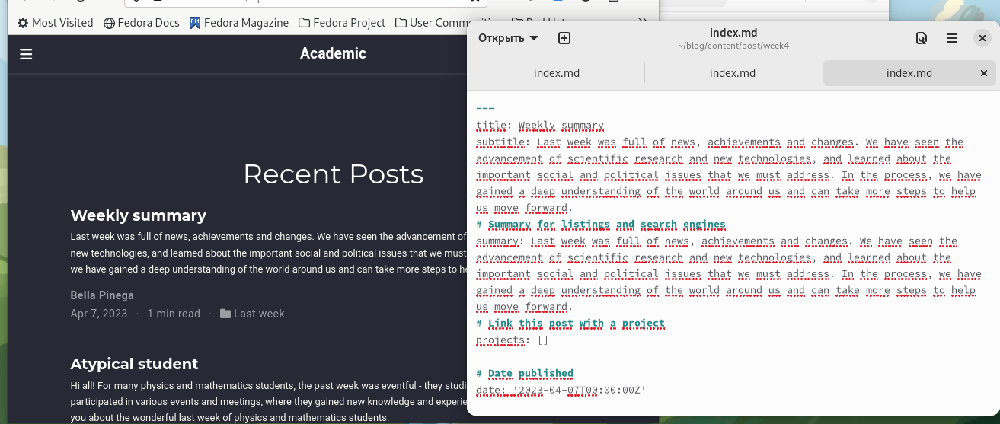 Most Visited Fedora Docs Fedora Magazine Fedora Project User
Academic
Recent Posts
Weekly summary
Last week was full of news, achievements and changes. We have seen the advancement of
new technologies, and learned about the important social and political issues that we must
we have gained a deep understanding of the world around us and can take more steps to
Bella Pinega
Apr 7, 2023 · 1 min read · Last week
Atypical student
Hi all! For many physics and mathematics students, the past week was eventful - they
participated in various events and meetings, where they gained new knowledge and
you about the wonderful last week of physics and mathematics students.
Открыть
index.md
~/blog/content/post/week4
index.md index.md index.md
---
title: Weekly summary
subtitle: Last week was full of news, achievements and changes. We have seen the
advancement of scientific research and new technologies, and learned about the
important social and political issues that we must address. In the process, we have
gained a deep understanding of the world around us and can take more steps to help
us move forward.
# Summary for listings and search engines
summary: Last week was full of news, achievements and changes. We have seen the
advancement of scientific research and new technologies, and learned about the
important social and political issues that we must address. In the process, we have
gained a deep understanding of the world around us and can take more steps to help
us move forward.
# Link this post with a project
projects: []
# Date published
date: '2023-04-07T00:00:00Z'